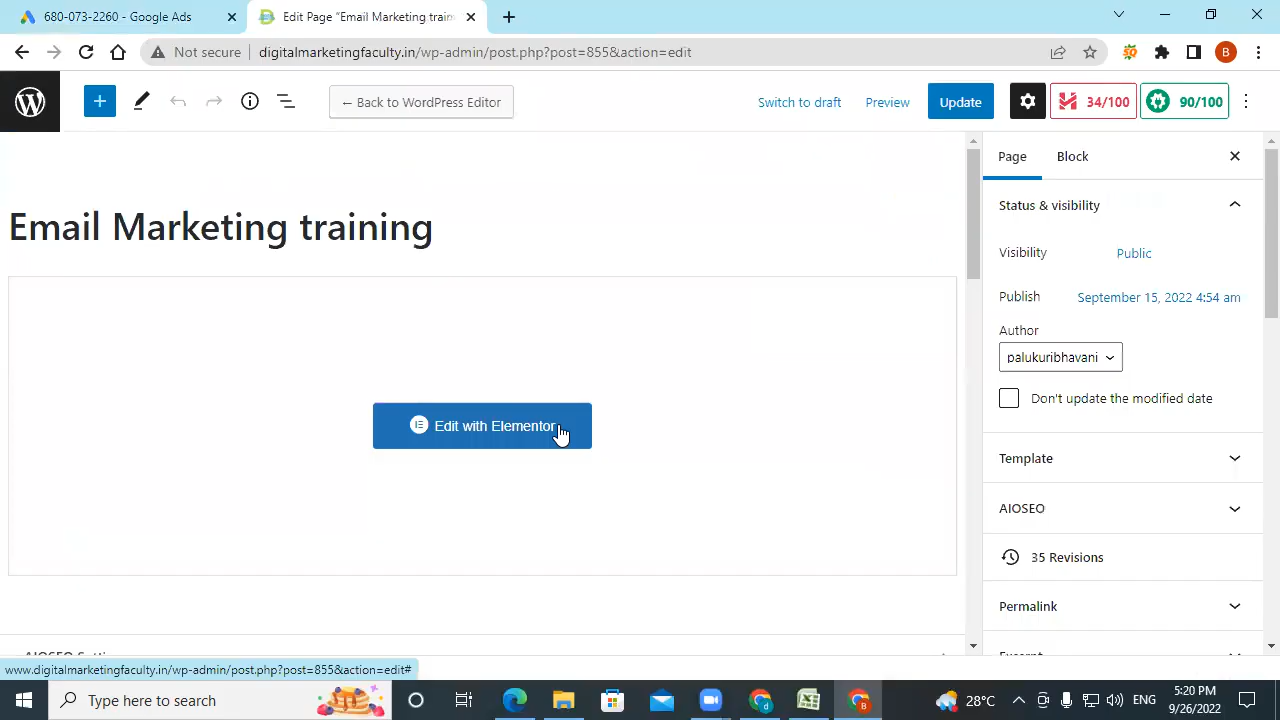 680-073-2260 - Google Ads
Edit Page "Email Marketing train
Not secure
digitalmarketingfaculty.in/wp-admin/post.php?post=855&action=edit
B
← Back to WordPress Editor
Switch to draft
Preview
Update
34/100
90/100
Page
Block
Email Marketing training
Status & visibility
Visibility
Public
Publish
September 15, 2022 4:54 am
Author
palukuribhavani
Don't update the modified date
Edit with Elementor
Template
AIOSEO
35 Revisions
Permalink
Excerpt
AIOSEO Setti
www.digitalmarketingfaculty.in/wp-admin/post.php?post=855&action=edit#
Type here to search
28°C
ENG
5:20 PM
9/26/2022